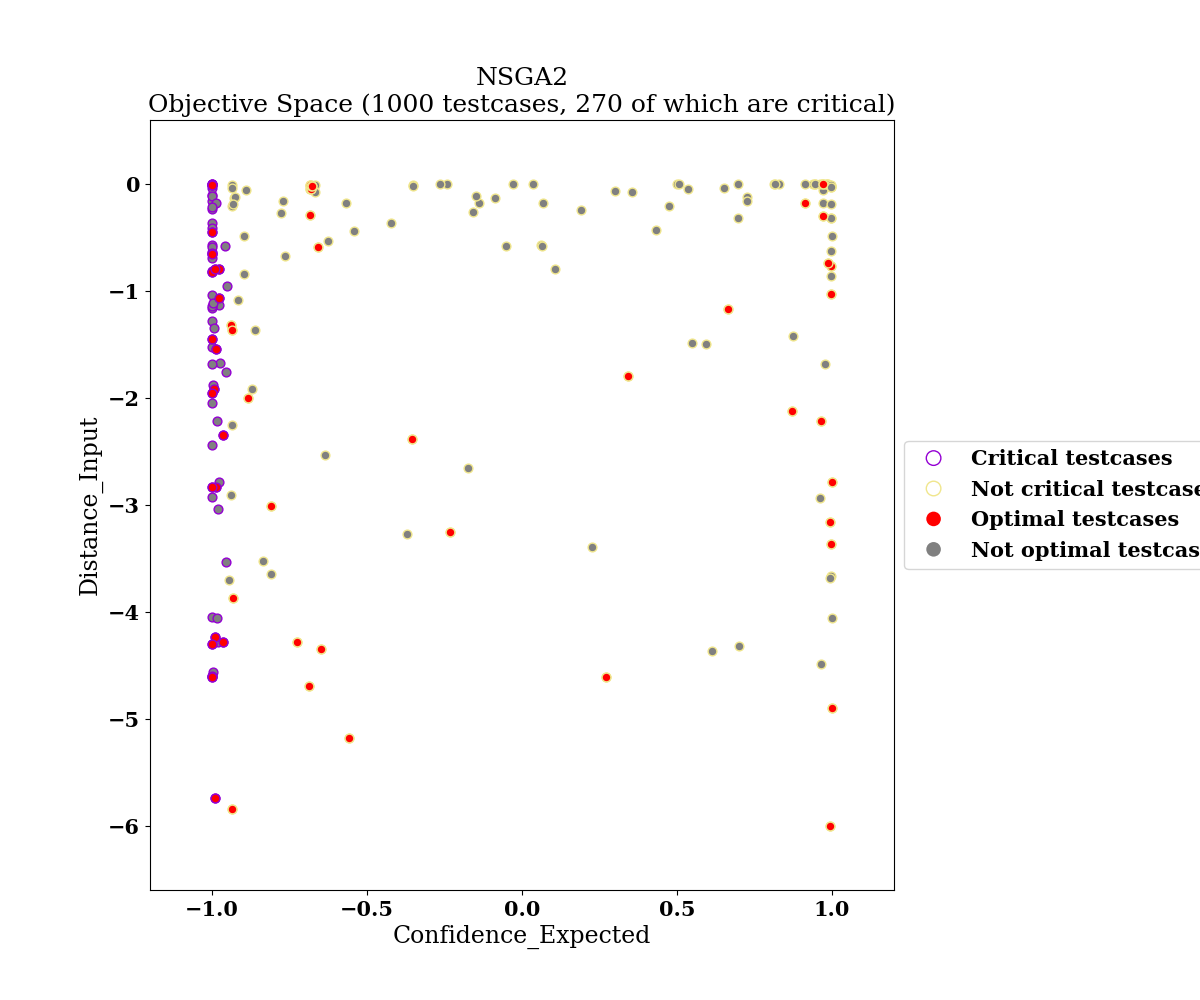 NSGA2
Objective Space (1000 testcases, 270 of which are critical)
0
−1
−2
−3
−4
−5
−6
Distance_Input
−1.0
−0.5
0.0
0.5
1.0
Confidence_Expected
Critical testcases
Not critical testcase
Optimal testcases
Not optimal testcas